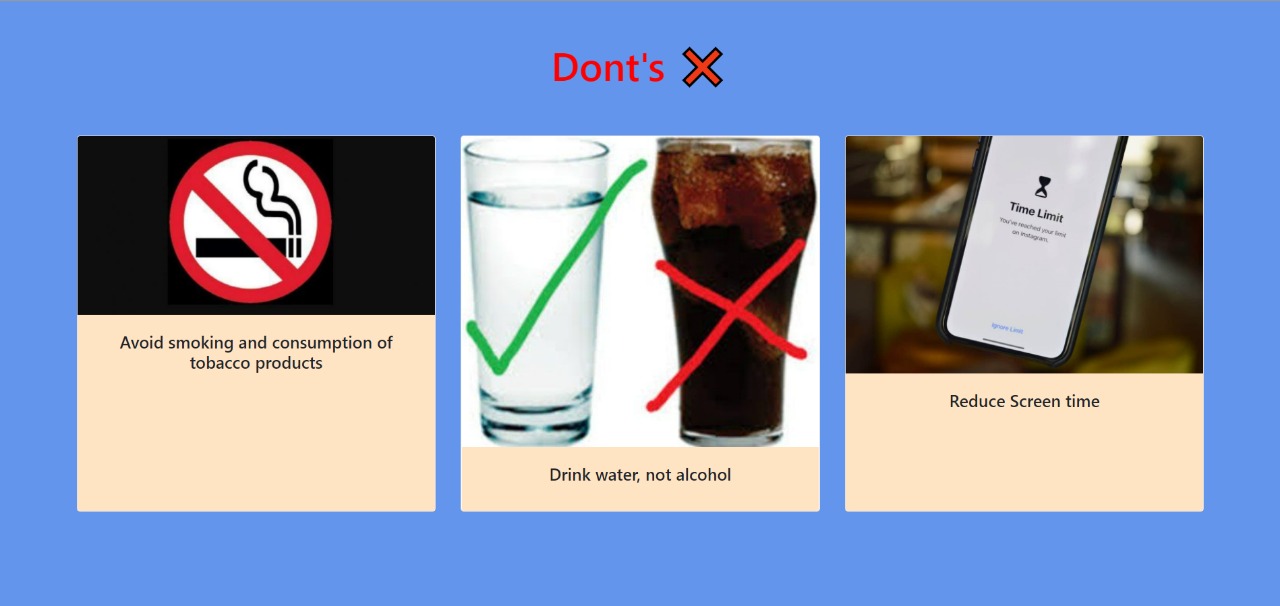 Dont's
Avoid smoking and consumption of
tobacco products
Drink water, not alcohol
Time Limit
You've reached your limit
on Instagram.
Ignore Limit
Reduce Screen time